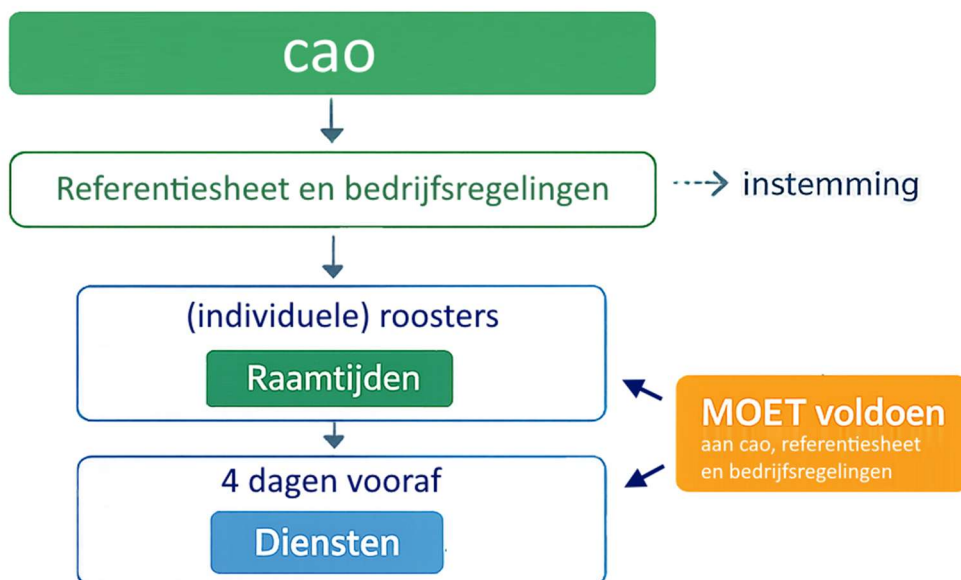 cao
Referentiesheet en bedrijfsregelingen
instemming
(individuele) roosters
Raamtijden
MOET voldoen
aan cao, referentiesheet
en bedrijfsregelingen
4 dagen vooraf
Diensten